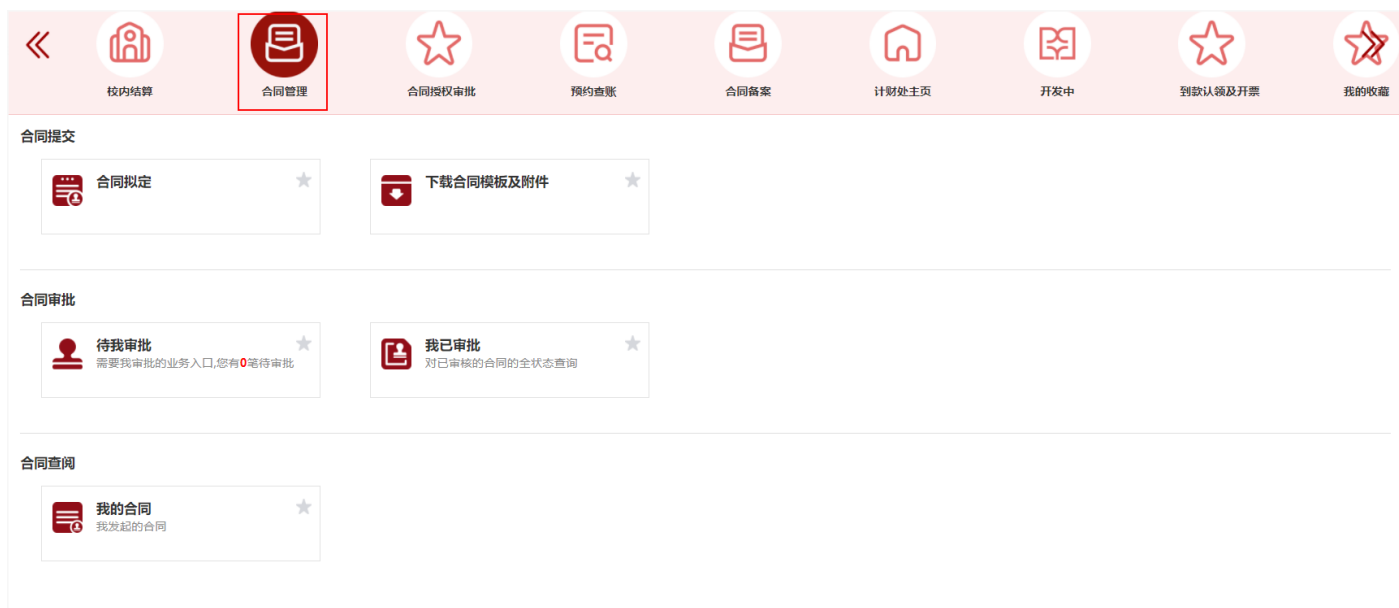 校内结算
合同管理
合同授权审批
预约查账
合同备案
计财处主页
开发中
到款认领及开票
我的收藏
合同提交
合同拟定
下载合同模板及附件
合同审批
待我审批
需要我审批的业务入口,您有0笔待审批
我已审批
对已审核的合同的全状态查询
合同查阅
我的合同
我发起的合同